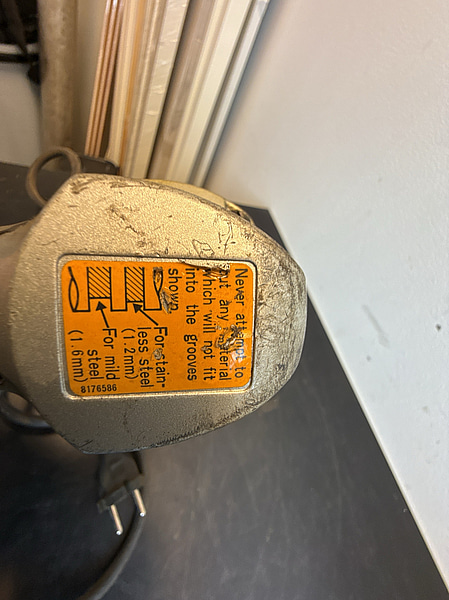 Never attempt to
cut any material
which will not fit
into the grooves
shown.
For stain-
less steel
(1.2mm)
For mild
steel
(1.6mm)
8176586